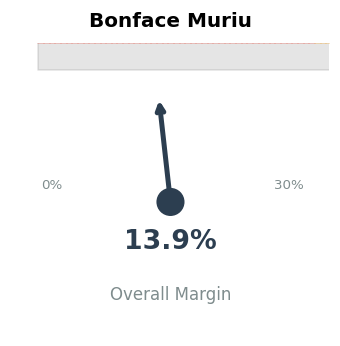 Bonface Muriu
0% 30%
13.9%
Overall Margin